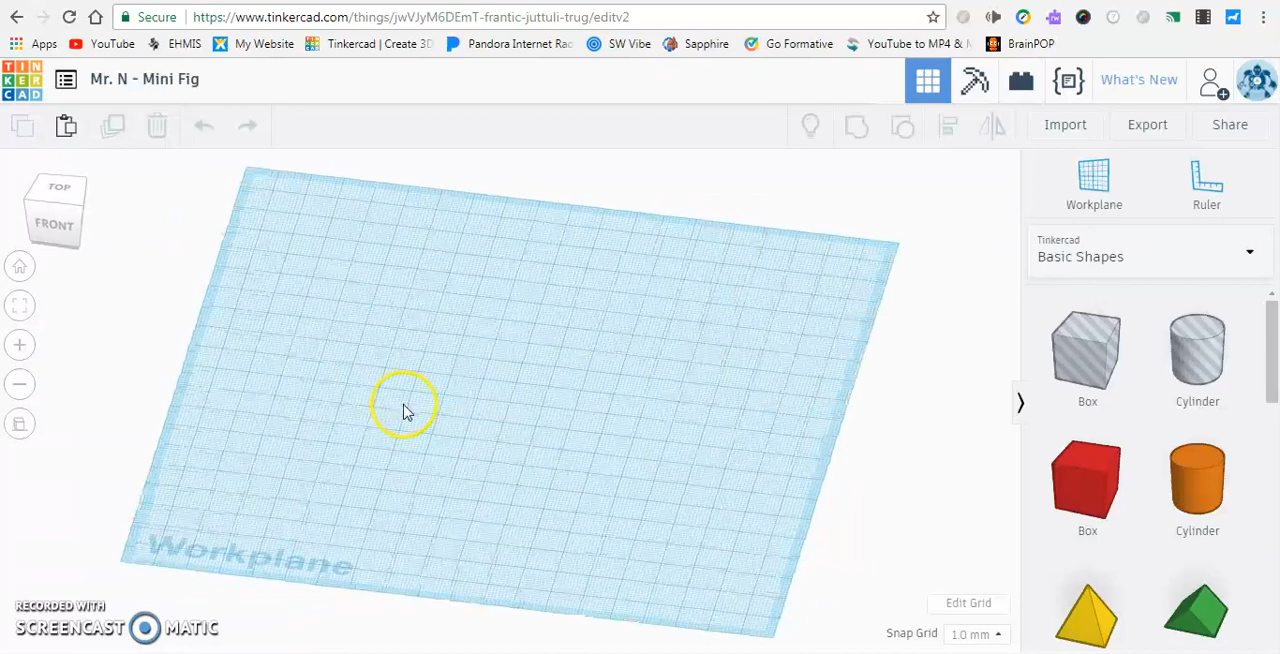 Secure https://www.tinkercad.com/things/jwVJyM6DEmT-frantic-juttuli-trug/editv2
Apps YouTube EHMIS My Website Tinkercad | Create 3D Pandora Internet Ra SW Vibe Sapphire Go Formative YouTube to MP4 & BrainPOP
TIN
KER
CAD
Mr. N - Mini Fig
What's New
Import Export Share
TOP
FRONT
Workplane Ruler
Tinkercad
Basic Shapes
Box Cylinder
Box Cylinder
Workplane
Edit Grid
Snap Grid 1.0 mm
RECORDED WITH
SCREENCAST MATIC